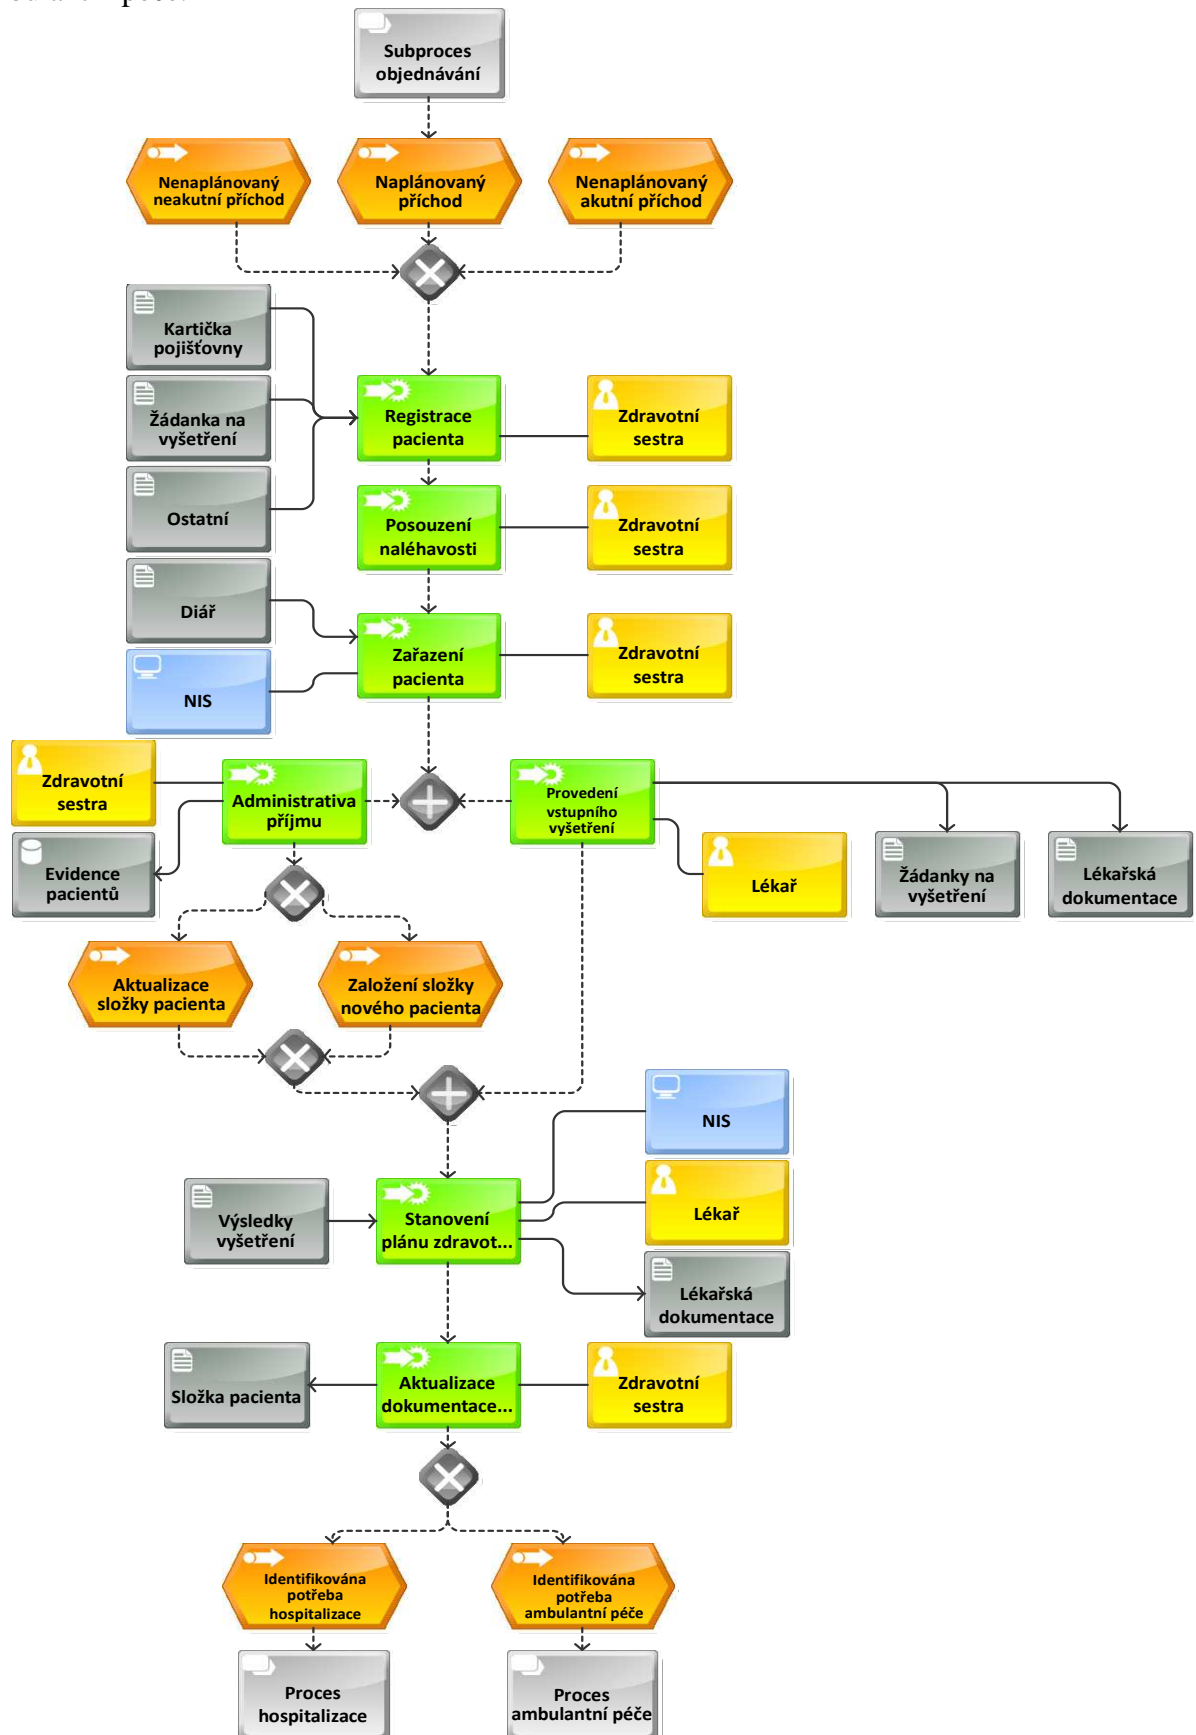 Subproces
objednávání
Nenaplánovaný
neakutní příchod
Naplánovaný
příchod
Nenaplánovaný
akutní příchod
Kartička
pojišťovny
Žádanka na
vyšetření
Registrace
pacienta
Zdravotní
sestra
Ostatní
Posouzení
naléhavosti
Zdravotní
sestra
Diář
Zařazení
pacienta
Zdravotní
sestra
NIS
Zdravotní
sestra
Administrativa
příjmu
Provedení
vstupního
vyšetření
Evidence
pacientů
Lékař
Žádanky na
vyšetření
Lékařská
dokumentace
Aktualizace
složky pacienta
Založení složky
nového pacienta
NIS
Výsledky
vyšetření
Stanovení
plánu zdravot...
Lékař
Lékařská
dokumentace
Složka pacienta
Aktualizace
dokumentace...
Zdravotní
sestra
Identifikována
potřeba
hospitalizace
Identifikována
potřeba
ambulantní péče
Proces
hospitalizace
Proces
ambulantní péče